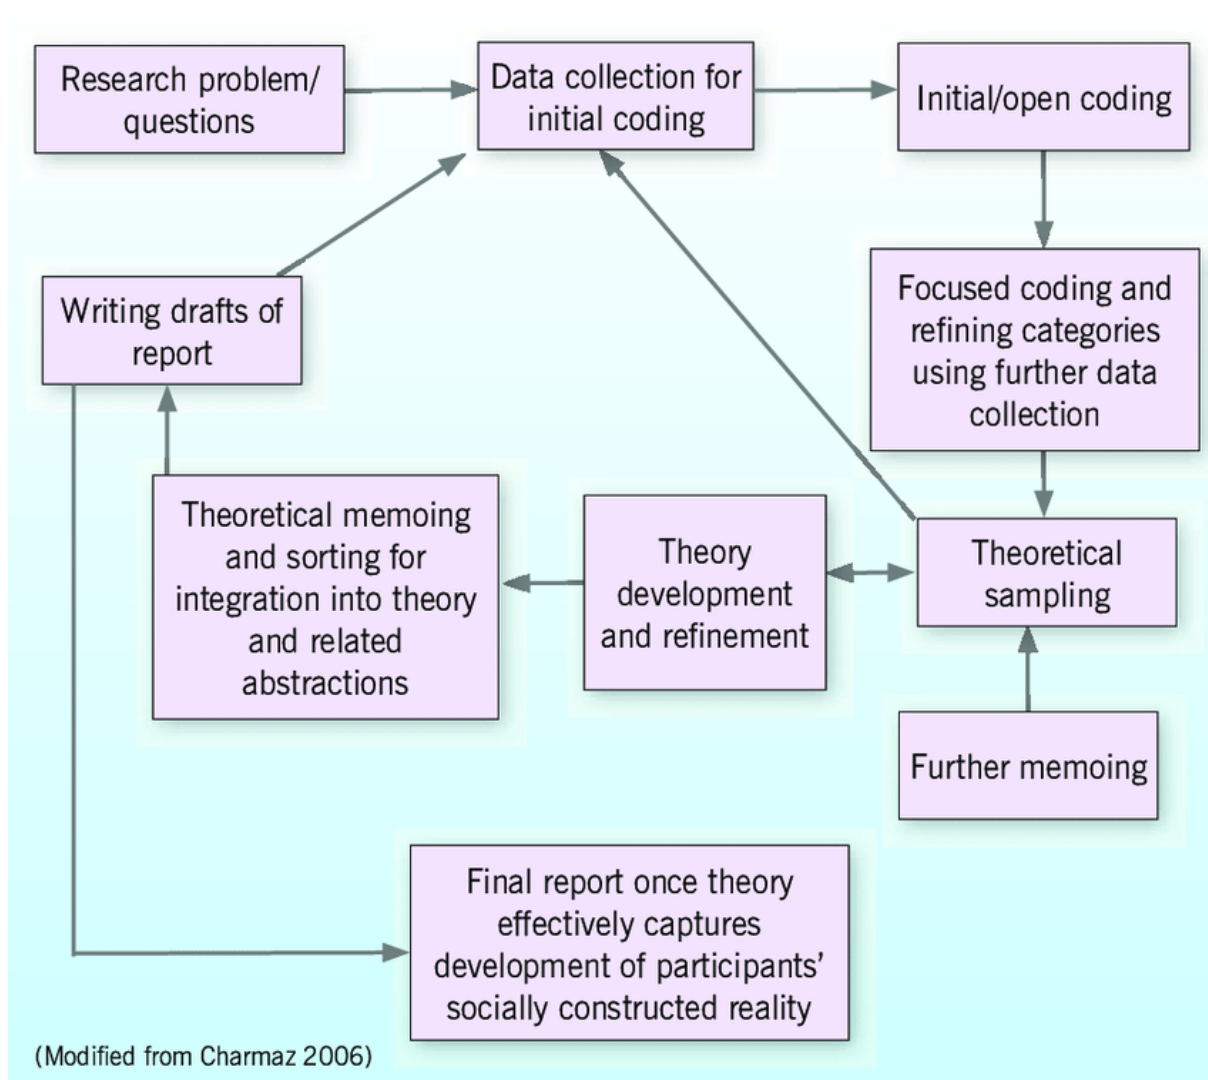 Research problem/
questions
Data collection for
initial coding
Initial/open coding
Writing drafts of
report
Focused coding and
refining categories
using further data
collection
Theoretical memoing
and sorting for
integration into theory
and related
abstractions
Theory
development
and refinement
Theoretical
sampling
Further memoing
Final report once theory
effectively captures
development of participants’
socially constructed reality
(Modified from Charmaz 2006)